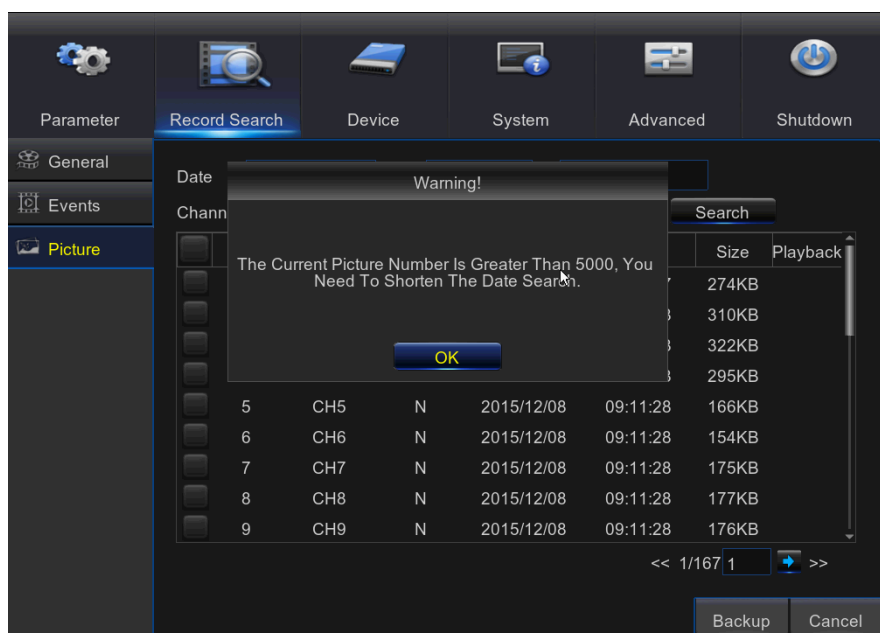 Parameter Record Search Device System Advanced Shutdown
General
Events
Picture
Date
Chann
Search
Warning!
The Current Picture Number Is Greater Than 5000, You
Need To Shorten The Date Search.
OK
Size Playback
274KB
310KB
322KB
295KB
5 CH5 N 2015/12/08 09:11:28 166KB
6 CH6 N 2015/12/08 09:11:28 154KB
7 CH7 N 2015/12/08 09:11:28 175KB
8 CH8 N 2015/12/08 09:11:28 177KB
9 CH9 N 2015/12/08 09:11:28 176KB
<< 1/167 1 >>
Backup Cancel